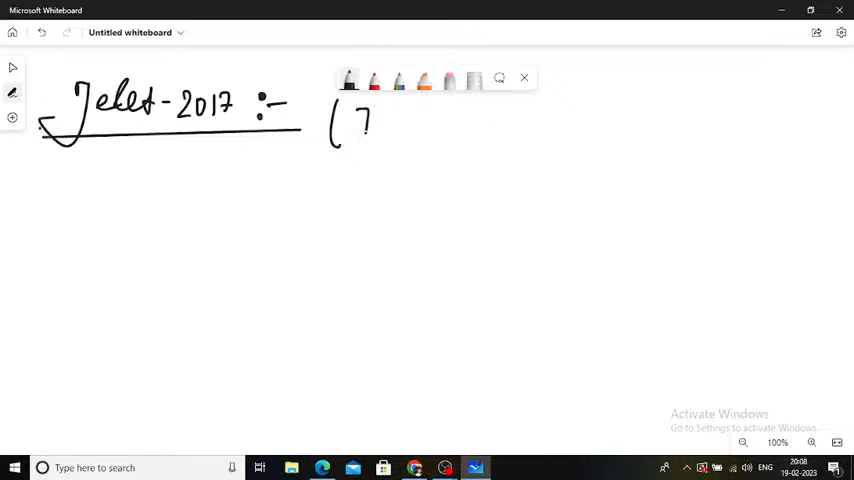 Microsoft Whiteboard
Untitled whiteboard
Jelet-2017 :- (
Activate Windows
Go to Settings to activate Windows.
100%
Type here to search
ENG
20:08
19-02-2023